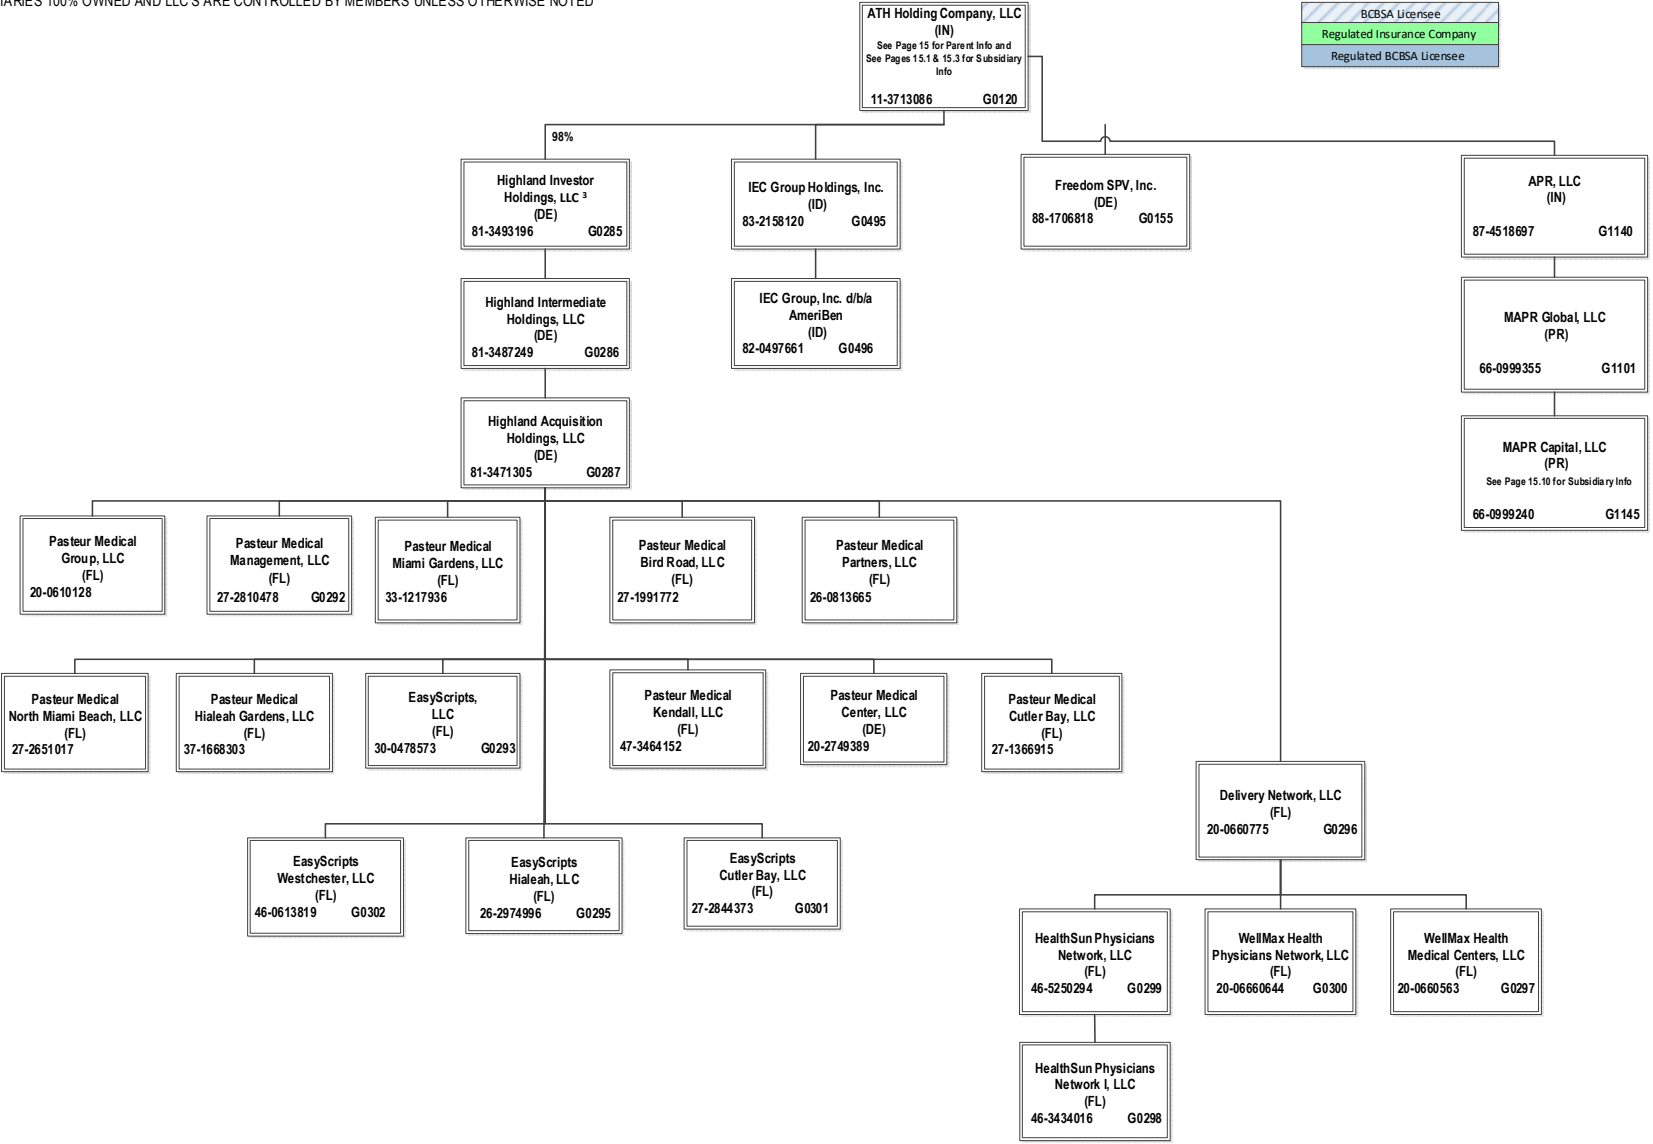 IARIES 100% OWNED AND LLC'S ARE CONTROLLED BY MEMBERS UNLESS OTHERWISE NOTED
BCBSA Licensee
Regulated Insurance Company
Regulated BCBSA Licensee
ATH Holding Company, LLC
(IN)
See Page 15 for Parent Info and
See Pages 15.1 & 15.3 for Subsidiary
Info
11-3713086 G0120
98%
Highland Investor
Holdings, LLC ³
(DE)
81-3493196 G0285
IEC Group Holdings, Inc.
(ID)
83-2158120 G0495
Freedom SPV, Inc.
(DE)
88-1706818 G0155
APR, LLC
(IN)
87-4518697 G1140
Highland Intermediate
Holdings, LLC
(DE)
81-3487249 G0286
IEC Group, Inc. d/b/a
AmeriBen
(ID)
82-0497661 G0496
MAPR Global, LLC
(PR)
66-0999355 G1101
Highland Acquisition
Holdings, LLC
(DE)
81-3471305 G0287
MAPR Capital, LLC
(PR)
See Page 15.10 for Subsidiary Info
66-0999240 G1145
Pasteur Medical
Group, LLC
(FL)
20-0610128
Pasteur Medical
Management, LLC
(FL)
27-2810478 G0292
Pasteur Medical
Miami Gardens, LLC
(FL)
33-1217936
Pasteur Medical
Bird Road, LLC
(FL)
27-1991772
Pasteur Medical
Partners, LLC
(FL)
26-0813665
Pasteur Medical
North Miami Beach, LLC
(FL)
27-2651017
Pasteur Medical
Hialeah Gardens, LLC
(FL)
37-1668303
EasyScripts,
LLC
(FL)
30-0478573 G0293
Pasteur Medical
Kendall, LLC
(FL)
47-3464152
Pasteur Medical
Center, LLC
(DE)
20-2749389
Pasteur Medical
Cutler Bay, LLC
(FL)
27-1366915
Delivery Network, LLC
(FL)
20-0660775 G0296
EasyScripts
Westchester, LLC
(FL)
46-0613819 G0302
EasyScripts
Hialeah, LLC
(FL)
26-2974996 G0295
EasyScripts
Cutler Bay, LLC
(FL)
27-2844373 G0301
HealthSun Physicians
Network, LLC
(FL)
46-5250294 G0299
WellMax Health
Physicians Network, LLC
(FL)
20-06660644 G0300
WellMax Health
Medical Centers, LLC
(FL)
20-0660563 G0297
HealthSun Physicians
Network I, LLC
(FL)
46-3434016 G0298